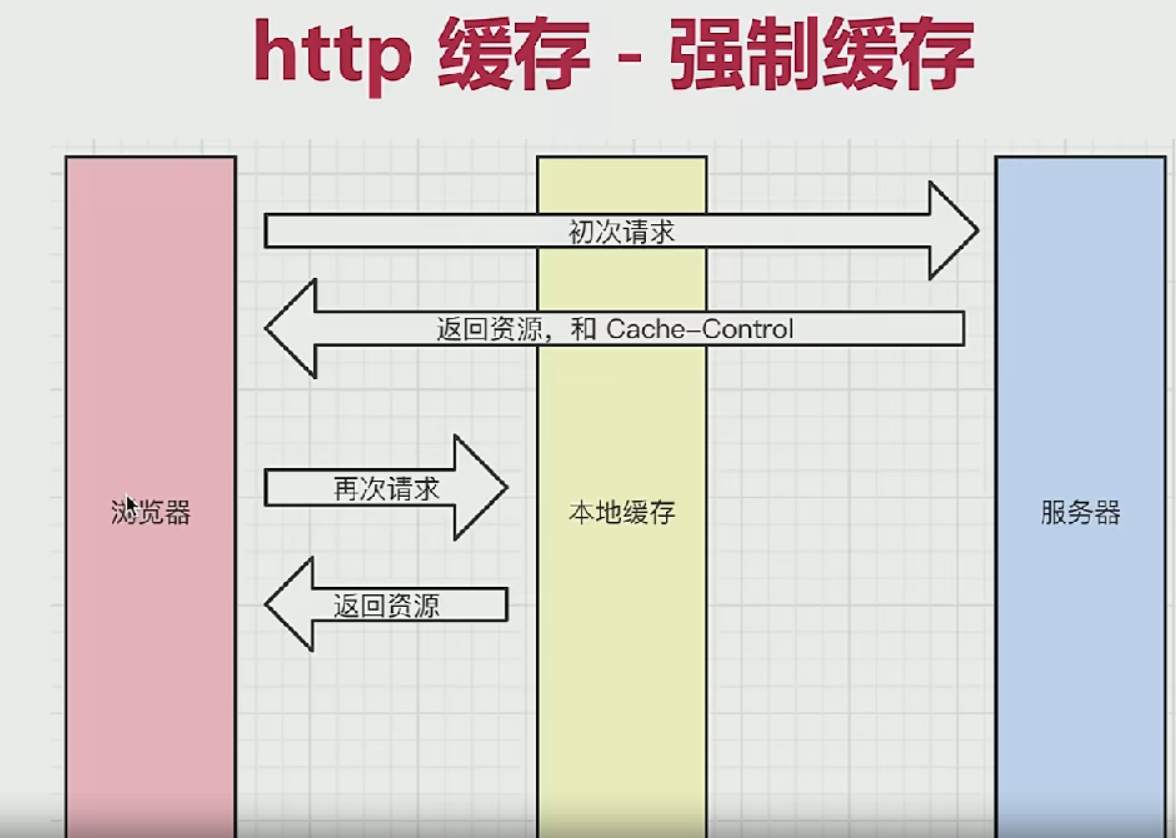 http 缓存 - 强制缓存
初次请求
返回资源，和 Cache-Control
再次请求
浏览器
本地缓存
服务器
返回资源